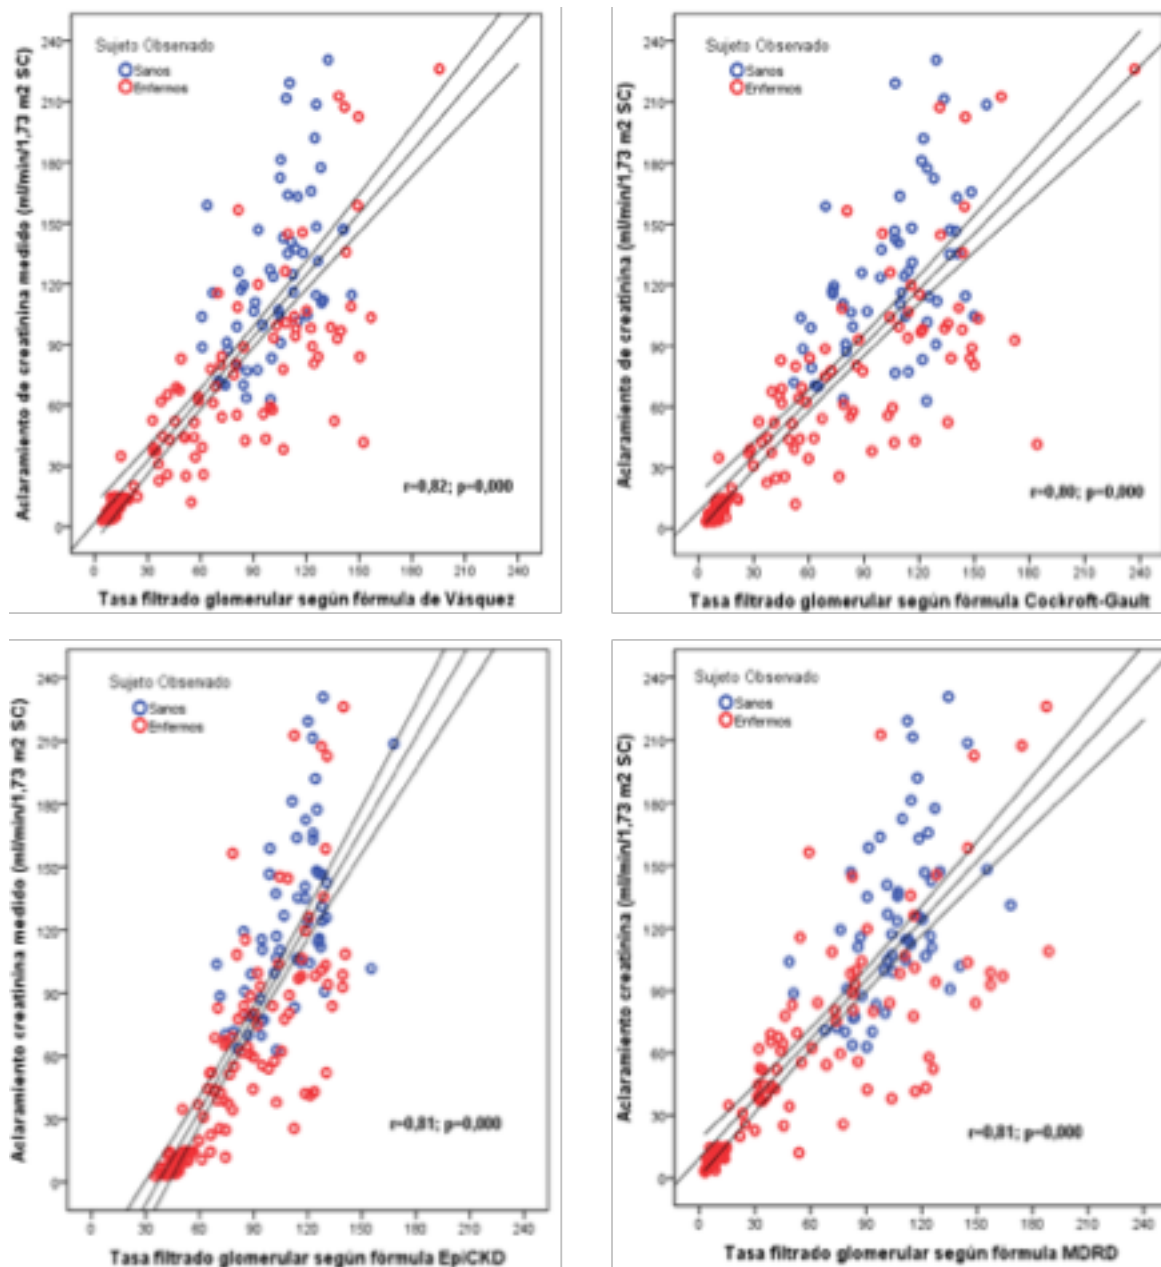 Sujeto Observado
Sanos
Enfermos
Aclaramiento de creatinina medido (ml/min/1,73 m2 SC)
240
210
180
150
120
90
60
30
0
r=0,82; p=0,000
0 30 60 90 120 150 180 210 240
Tasa filtrado glomerular según fórmula de Vásquez
Sujeto Observado
Sanos
Enfermos
Aclaramiento de creatinina (ml/min/1,73 m2 SC)
240
210
180
150
120
90
60
30
0
r=0,80; p=0,000
0 30 60 90 120 150 180 210 240
Tasa filtrado glomerular según fórmula Cockroft-Gault
Sujeto Observado
Sanos
Enfermos
Aclaramiento creatinina medido (ml/min/1,73 m2 SC)
240
210
180
150
120
90
60
30
0
r=0,81; p=0,000
0 30 60 90 120 150 180 210 240
Tasa filtrado glomerular según fórmula EpiCKD
Sujeto Observado
Sanos
Enfermos
Aclaramiento creatinina (ml/min/1,73 m2 SC)
240
210
180
150
120
90
60
30
0
r=0,81; p=0,000
0 30 60 90 120 150 180 210 240
Tasa filtrado glomerular según fórmula MDRD